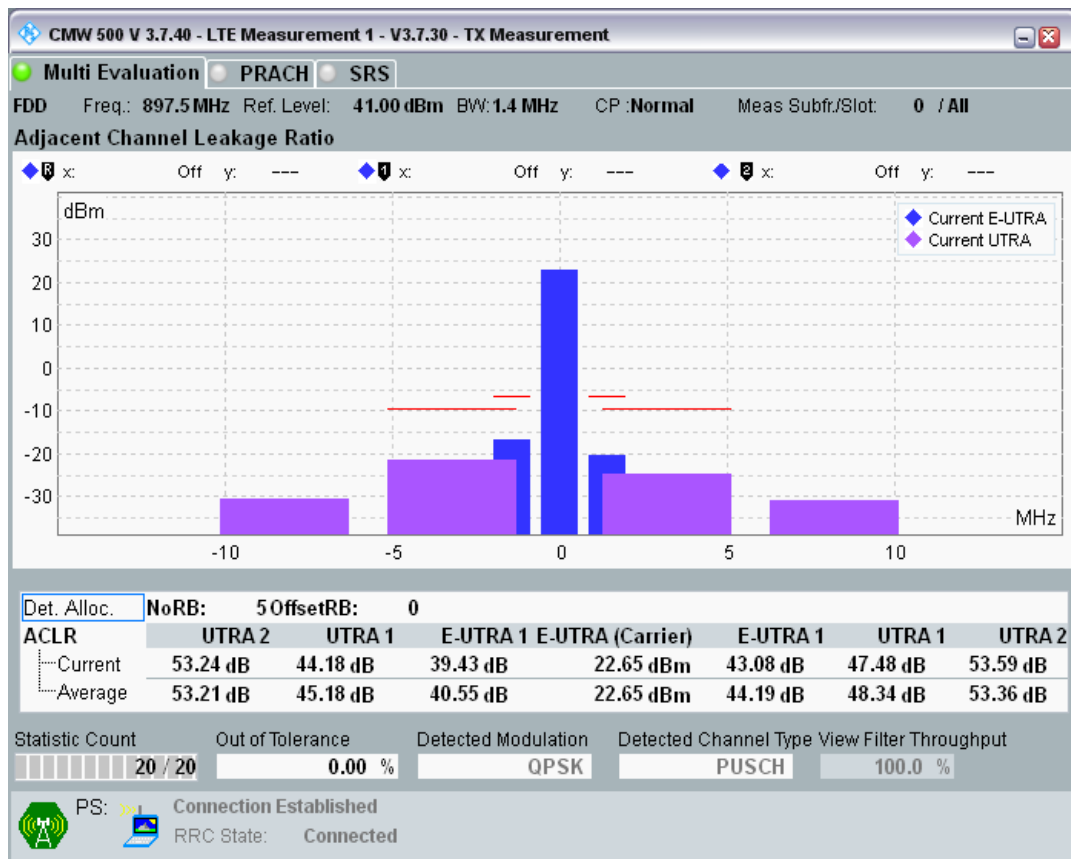 CMW 500 V 3.7.40 - LTE Measurement 1 - V3.7.30 - TX Measurement
Multi Evaluation PRACH SRS
FDD Freq.: 897.5 MHz Ref. Level: 41.00 dBm BW: 1.4 MHz CP :Normal Meas Subfr./Slot: 0 / All
Adjacent Channel Leakage Ratio
R x: Off y: --- 1 x: Off y: --- 2 x: Off y: ---
dBm
Current E-UTRA
Current UTRA
30
20
10
0
-10
-20
-30
MHz
-10 -5 0 5 10
Det. Alloc. NoRB: 5 OffsetRB: 0
ACLR UTRA 2 UTRA 1 E-UTRA 1 E-UTRA (Carrier) E-UTRA 1 UTRA 1 UTRA 2
Current 53.24 dB 44.18 dB 39.43 dB 22.65 dBm 43.08 dB 47.48 dB 53.59 dB
Average 53.21 dB 45.18 dB 40.55 dB 22.65 dBm 44.19 dB 48.34 dB 53.36 dB
Statistic Count Out of Tolerance Detected Modulation Detected Channel Type View Filter Throughput
20 / 20 0.00 % QPSK PUSCH 100.0 %
PS: Connection Established
RRC State: Connected